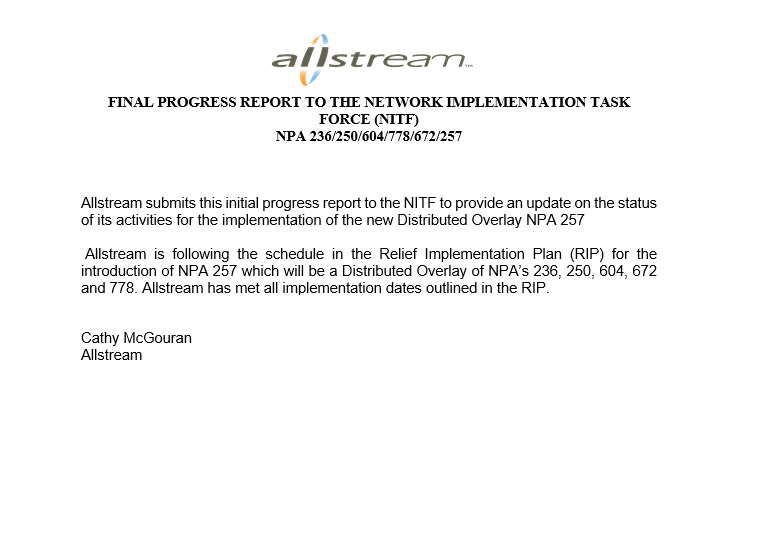 allstream™
FINAL PROGRESS REPORT TO THE NETWORK IMPLEMENTATION TASK
FORCE (NITF)
NPA 236/250/604/778/672/257
Allstream submits this initial progress report to the NITF to provide an update on the status
of its activities for the implementation of the new Distributed Overlay NPA 257
Allstream is following the schedule in the Relief Implementation Plan (RIP) for the
introduction of NPA 257 which will be a Distributed Overlay of NPA's 236, 250, 604, 672
and 778. Allstream has met all implementation dates outlined in the RIP.
Cathy McGouran
Allstream